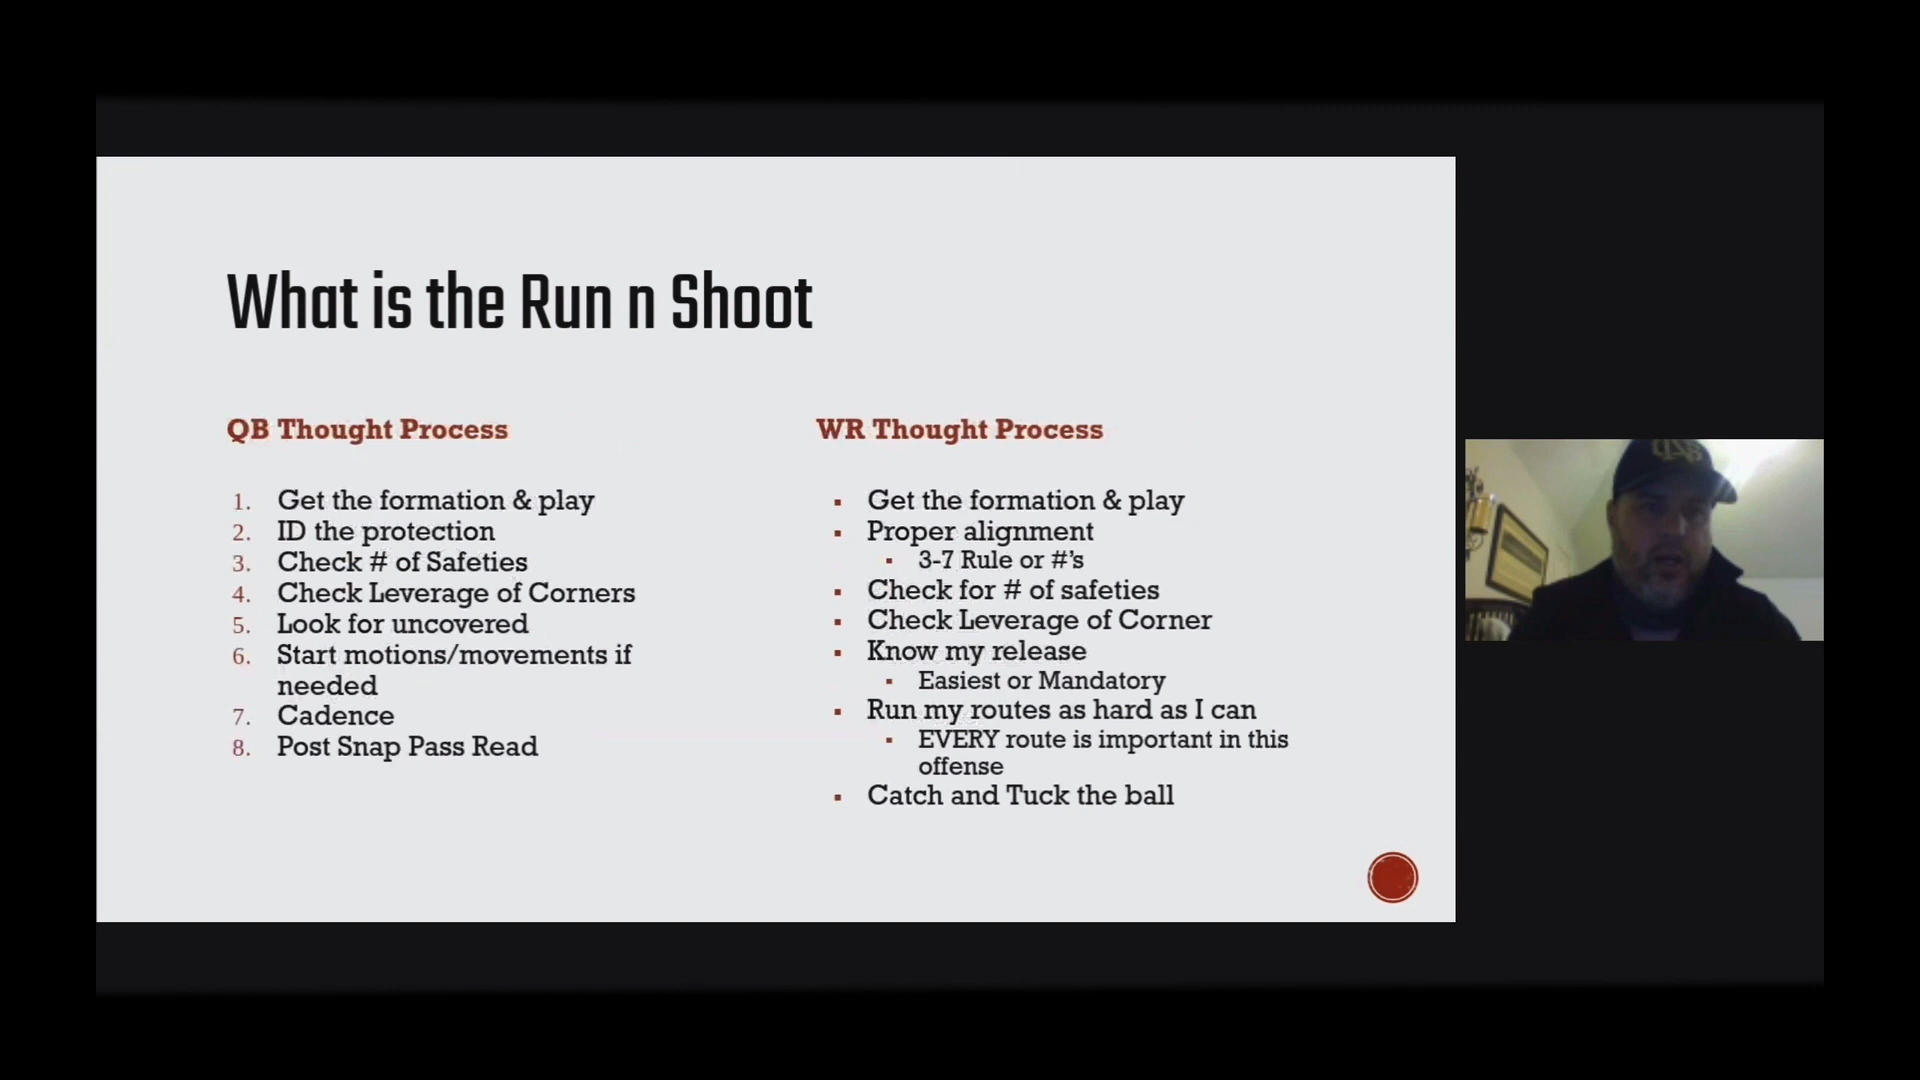 What is the Run n Shoot
QB Thought Process
1. Get the formation & play
2. ID the protection
3. Check # of Safeties
4. Check Leverage of Corners
5. Look for uncovered
6. Start motions/movements if
needed
7. Cadence
8. Post Snap Pass Read
WR Thought Process
▪ Get the formation & play
▪ Proper alignment
▪ 3-7 Rule or #’s
▪ Check for # of safeties
▪ Check Leverage of Corner
▪ Know my release
▪ Easiest or Mandatory
▪ Run my routes as hard as I can
▪ EVERY route is important in this
offense
▪ Catch and Tuck the ball